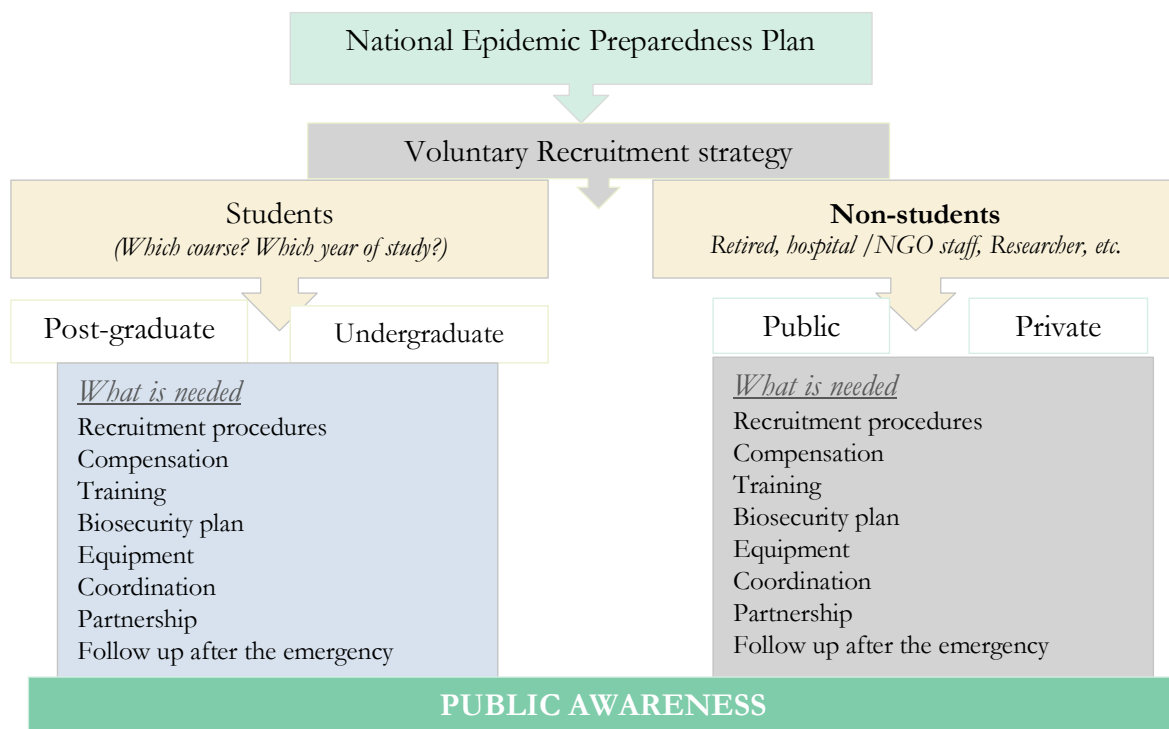 National Epidemic Preparedness Plan
Voluntary Recruitment strategy
Students
(Which course? Which year of study?)
Non-students
Retired, hospital /NGO staff, Researcher, etc.
Post-graduate
Undergraduate
Public
Private
What is needed
Recruitment procedures
Compensation
Training
Biosecurity plan
Equipment
Coordination
Partnership
Follow up after the emergency
What is needed
Recruitment procedures
Compensation
Training
Biosecurity plan
Equipment
Coordination
Partnership
Follow up after the emergency
PUBLIC AWARENESS